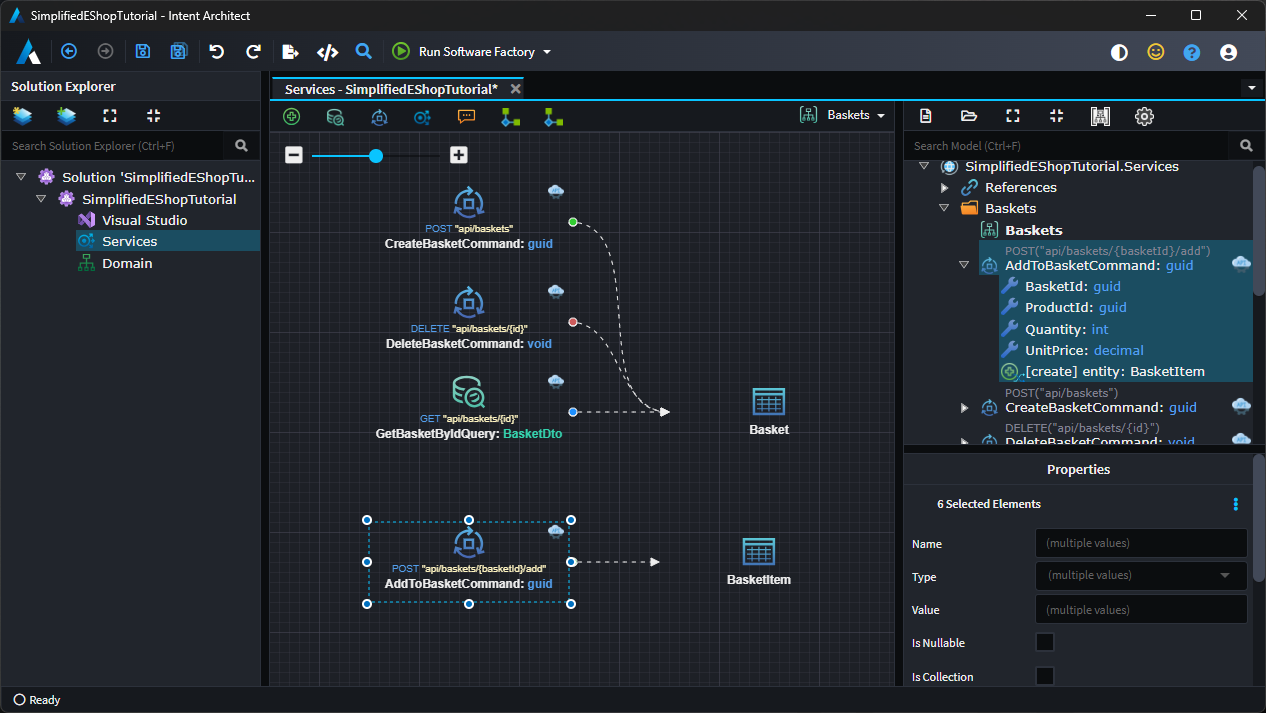 SimplifiedEShopTutorial - Intent Architect
Run Software Factory
Solution Explorer
Search Solution Explorer (Ctrl+F)
Solution 'SimplifiedEShopTu...
SimplifiedEShopTutorial
Visual Studio
Services
Domain
Services - SimplifiedEShopTutorial*
Baskets
POST "api/baskets"
CreateBasketCommand: guid
DELETE "api/baskets/{id}"
DeleteBasketCommand: void
GET "api/baskets/{id}"
GetBasketByIdQuery: BasketDto
Basket
POST "api/baskets/{basketId}/add"
AddToBasketCommand: guid
BasketItem
Search Model (Ctrl+F)
SimplifiedEShopTutorial.Services
References
Baskets
Baskets
POST("api/baskets/{basketId}/add")
AddToBasketCommand: guid
BasketId: guid
ProductId: guid
Quantity: int
UnitPrice: decimal
.[create] entity: BasketItem
POST("api/baskets")
CreateBasketCommand: guid
DELETE("api/baskets/{id}")
DeleteBasketCommand: void
Properties
6 Selected Elements
Name (multiple values)
Type (multiple values)
Value (multiple values)
Is Nullable
Is Collection
Ready